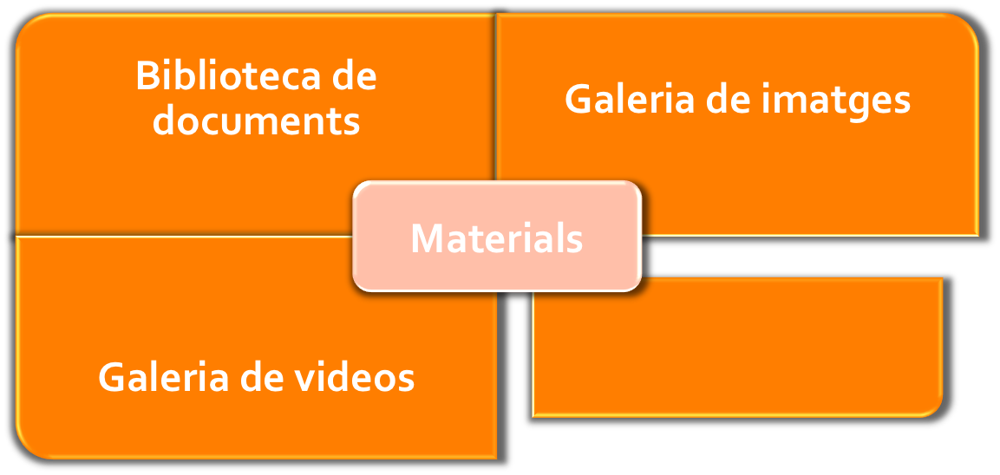 Biblioteca de
documents
Galeria de imatges
Materials
Galeria de videos